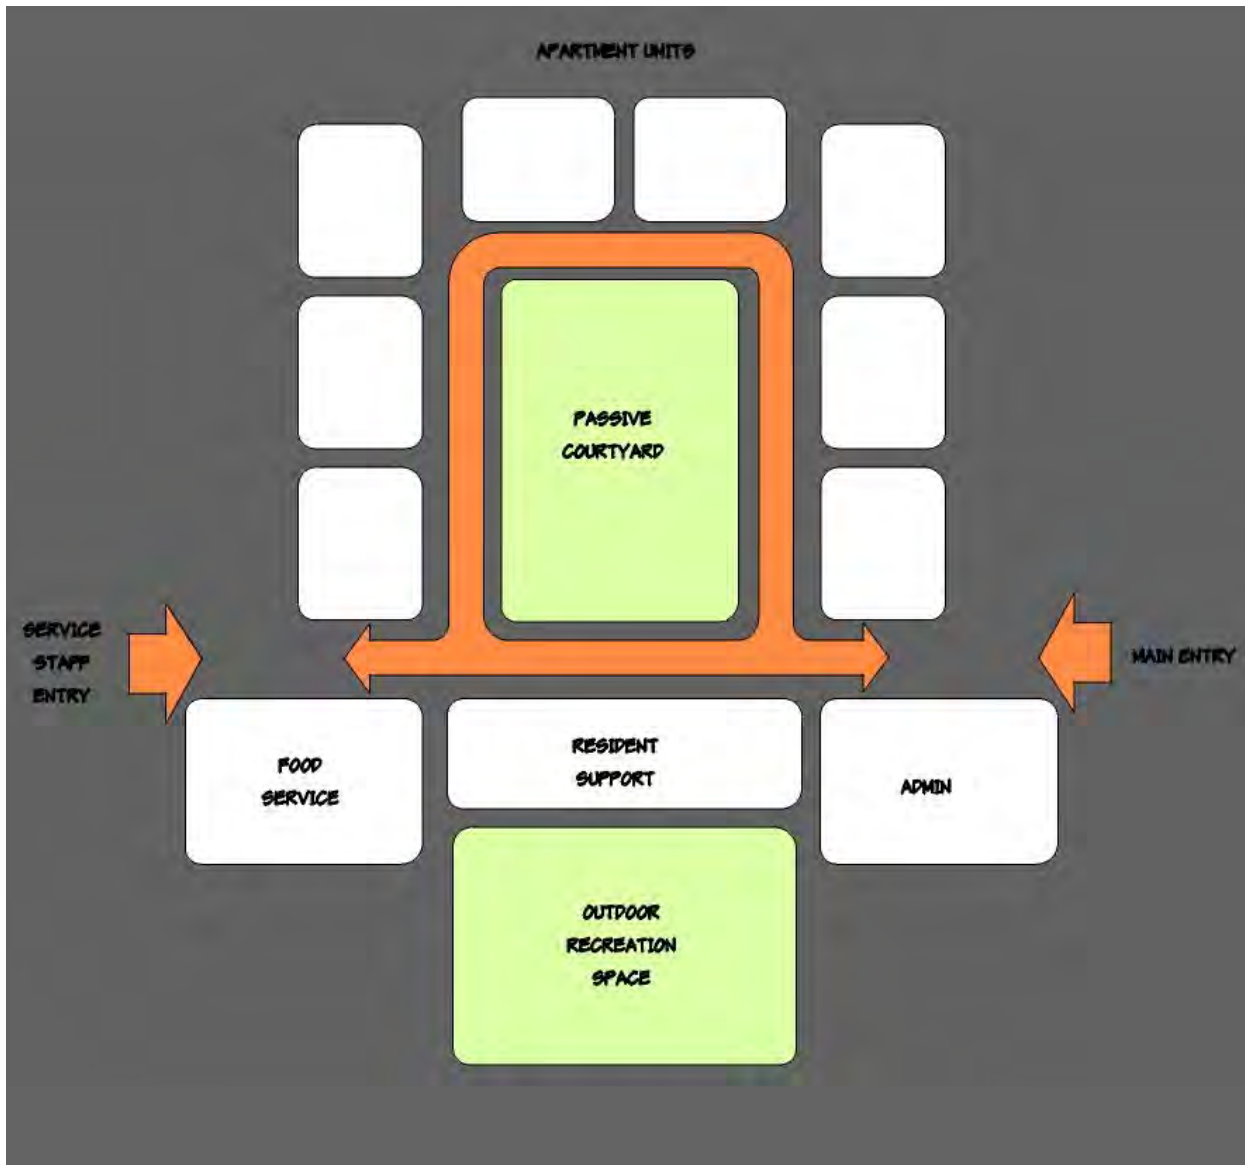 APARTMENT UNITS
PASSIVE
COURTYARD
SERVICE
STAFF
ENTRY
MAIN ENTRY
FOOD
SERVICE
RESIDENT
SUPPORT
ADMIN
OUTDOOR
RECREATION
SPACE